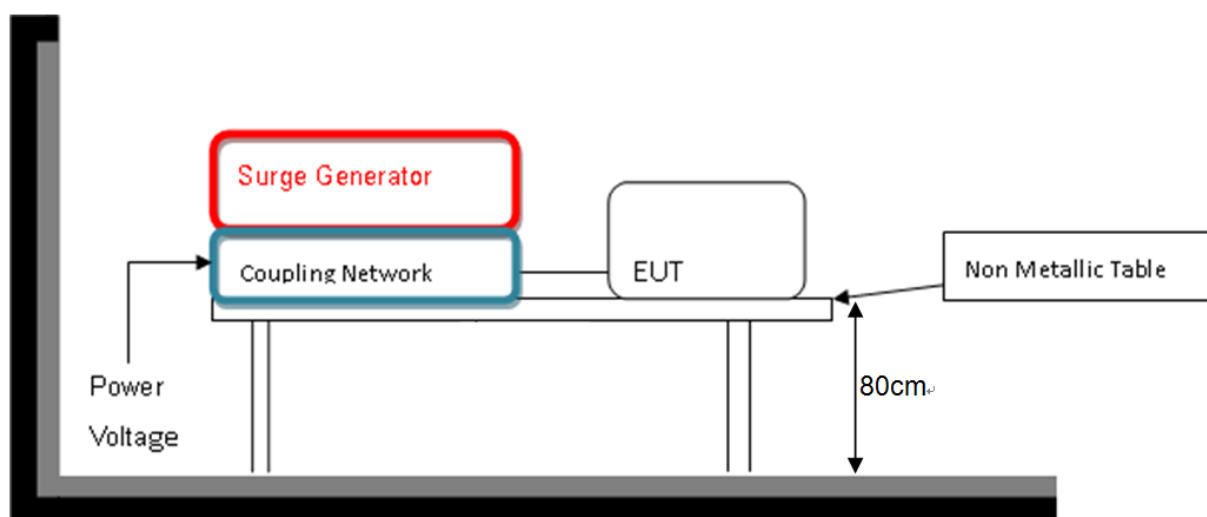 Surge Generator
Coupling Network
EUT
Non Metallic Table
Power
Voltage
80cm